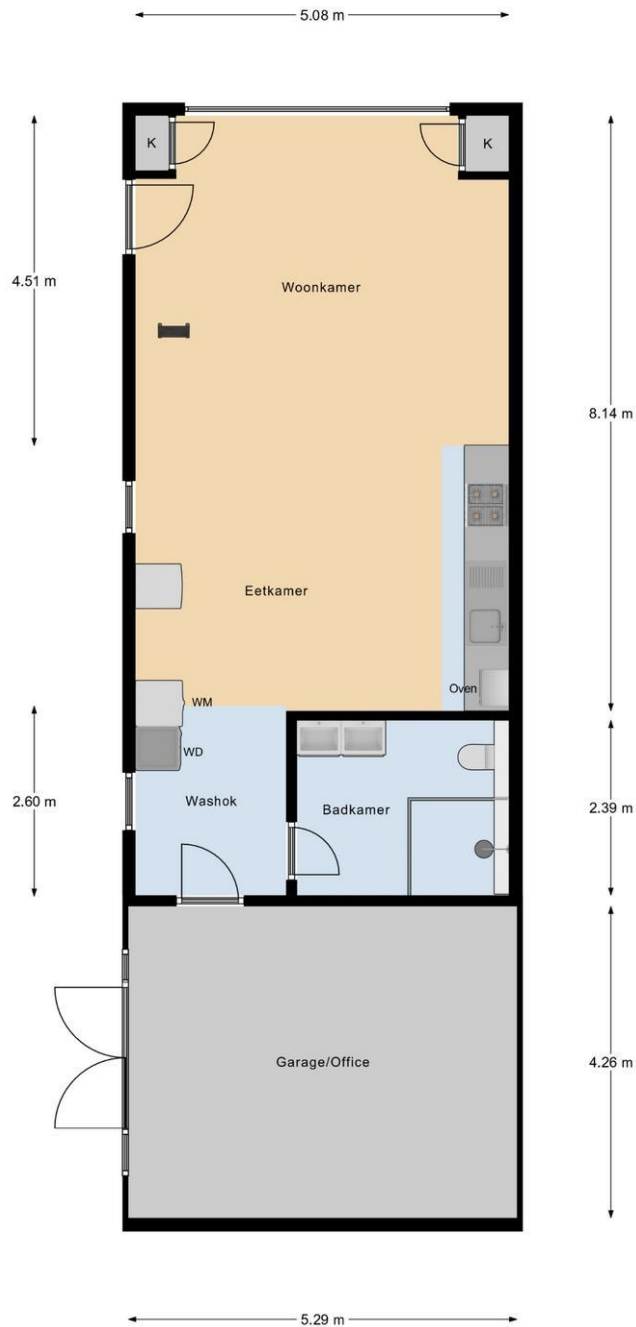 5.08 m
K
K
4.51 m
Woonkamer
8.14 m
Eetkamer
Oven
WM
WD
2.60 m
Washok
Badkamer
2.39 m
Garage/Office
4.26 m
5.29 m